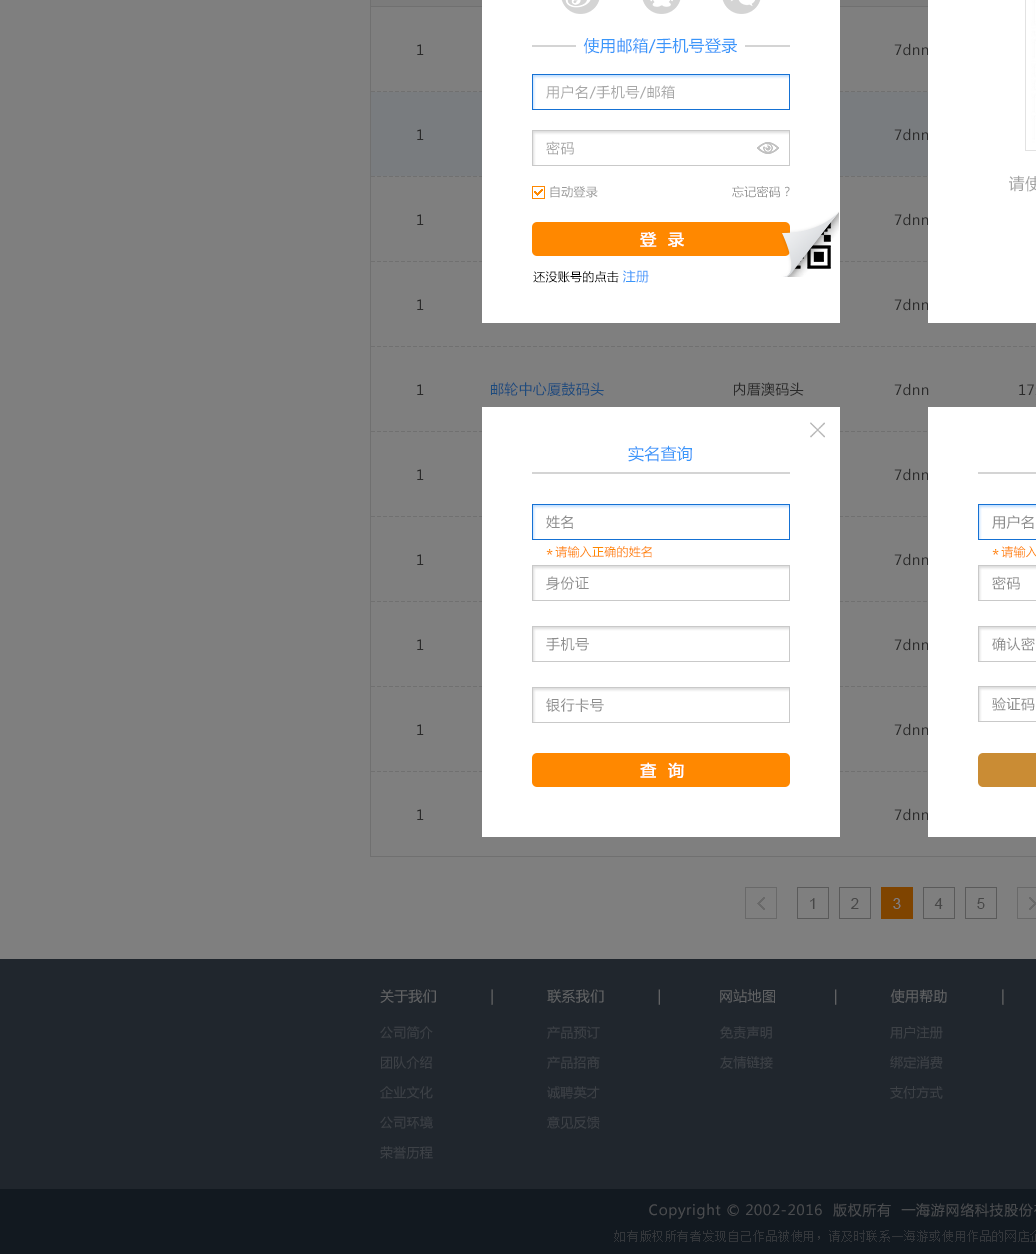 1
7dnn
使用邮箱/手机号登录
用户名/手机号/邮箱
1
7dnn
密码
请使
自动登录
忘记密码？
1
7dnn
登 录
还没账号的点击 注册
1
7dnn
1
邮轮中心厦鼓码头
内厝澳码头
7dnn
17
实名查询
1
7dnn
姓名
用户名
*请输入正确的姓名
*请输入
1
7dnn
身份证
密码
手机号
确认密
1
7dnn
银行卡号
验证码
1
7dnn
查 询
1
7dnn
1
2
3
4
5
关于我们
|
联系我们
|
网站地图
|
使用帮助
|
公司简介
产品预订
免责声明
用户注册
团队介绍
产品招商
友情链接
绑定消费
企业文化
诚聘英才
支付方式
公司环境
意见反馈
荣誉历程
Copyright © 2002-2016 版权所有 一海游网络科技股份
如有版权所有者发现自己作品被使用，请及时联系一海游或使用作品的网店